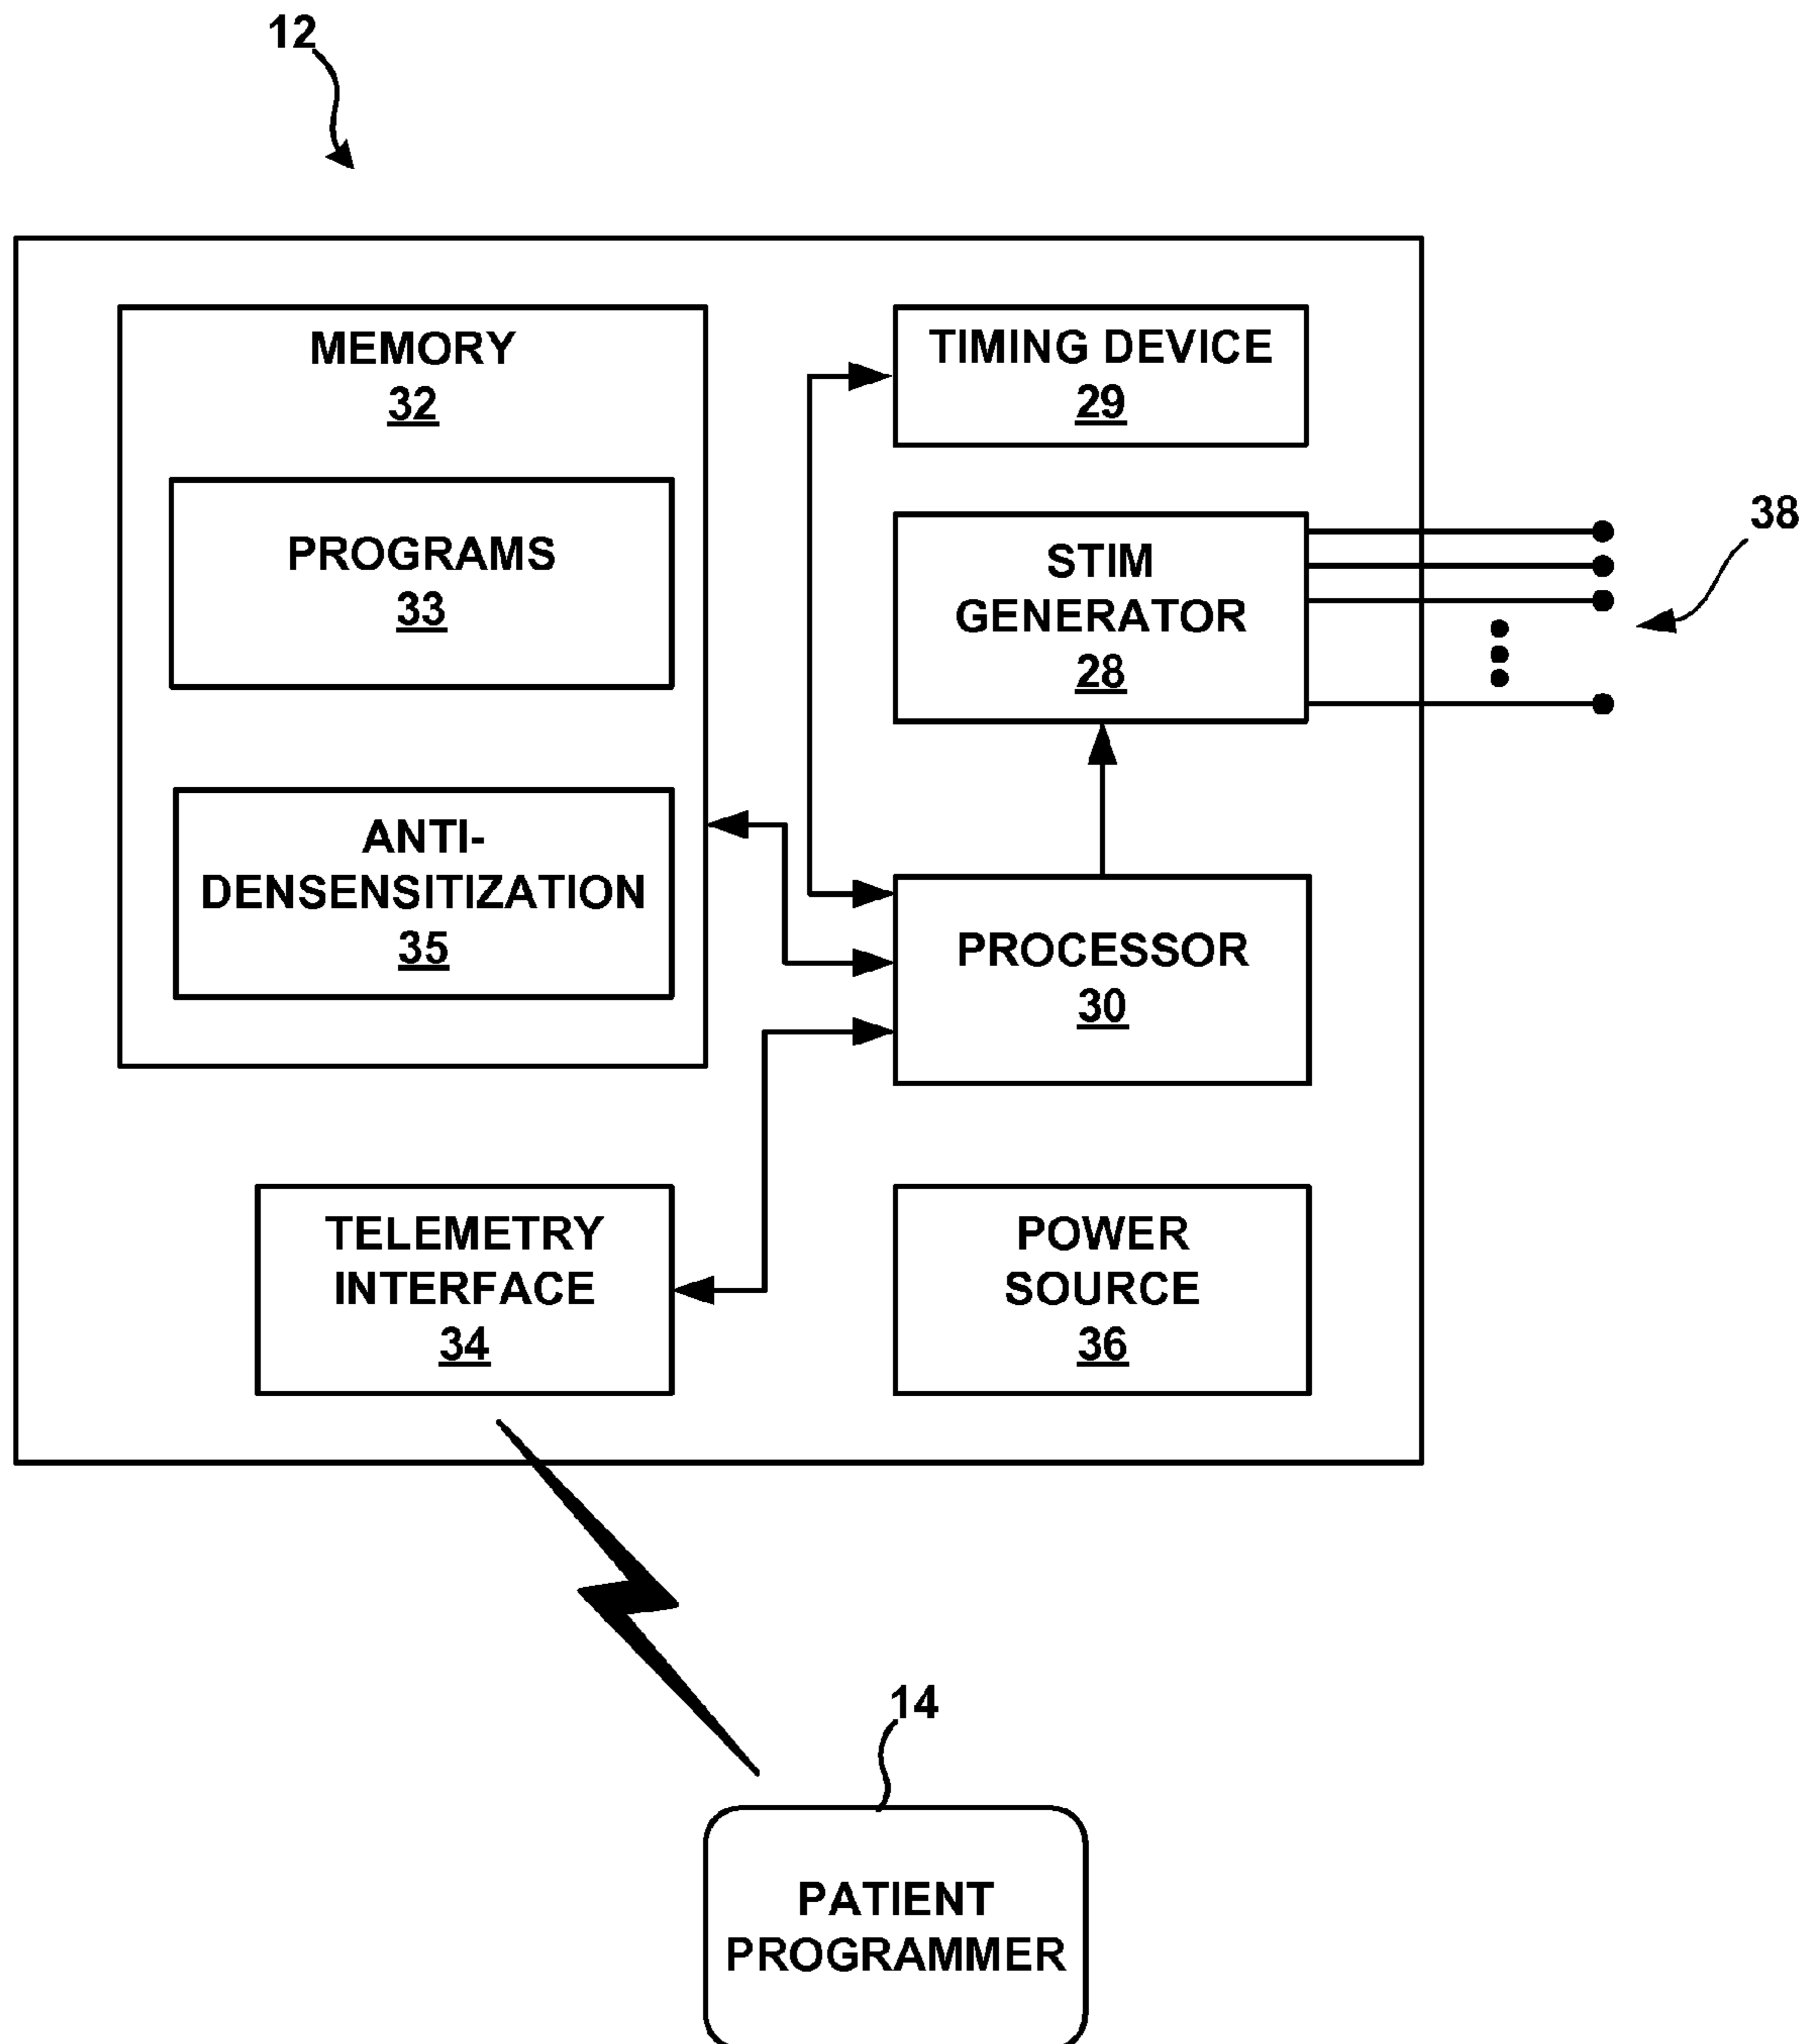 12
MEMORY
32
PROGRAMS
33
ANTI-
DENSENSITIZATION
35
TIMING DEVICE
29
STIM
GENERATOR
28
38
PROCESSOR
30
TELEMETRY
INTERFACE
34
POWER
SOURCE
36
14
PATIENT
PROGRAMMER